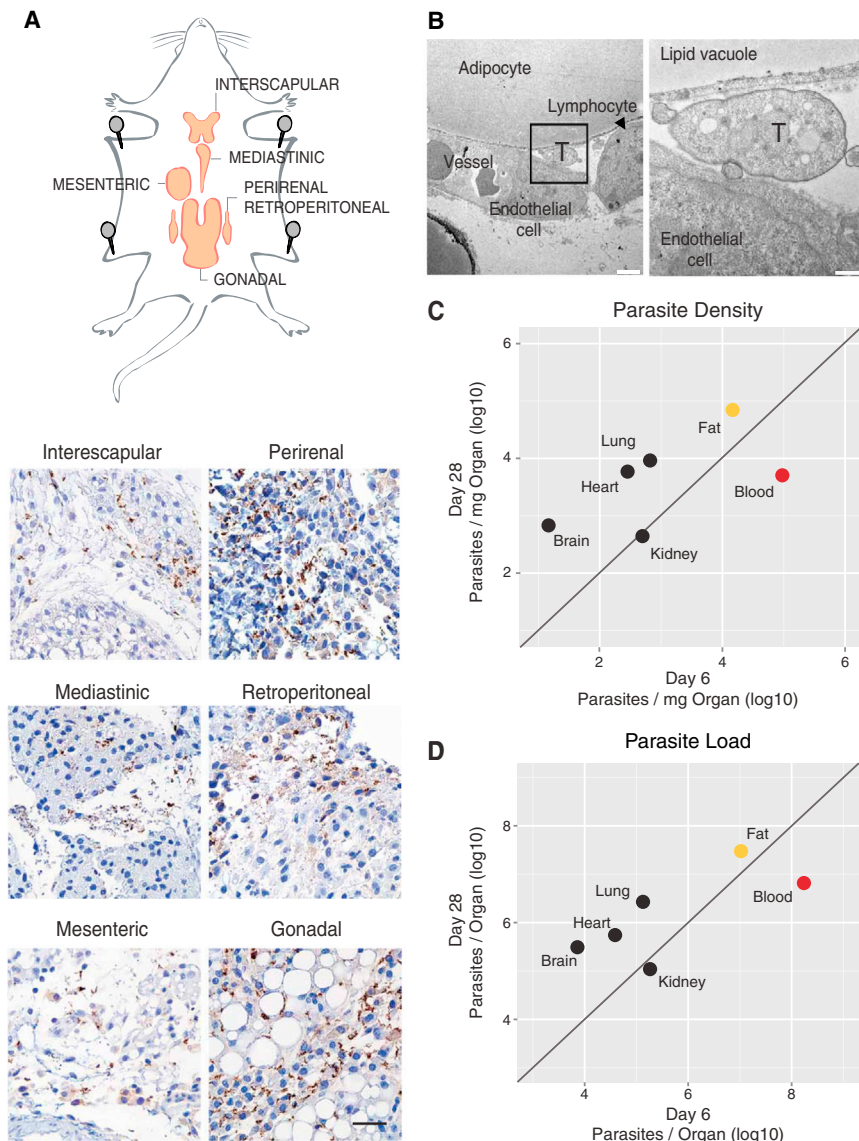 A
INTERSCAPULAR
MEDIASTINIC
MESENTERIC
PERIRENAL
RETROPERITONEAL
GONADAL
Interescapular
Perirenal
Mediastinic
Retroperitoneal
Mesenteric
Gonadal
B
Adipocyte
Lymphocyte
T
Vessel
Endothelial
cell
Lipid vacuole
T
Endothelial
cell
C
Parasite Density
Day 28
Parasites / mg Organ (log10)
6
4
2
Fat
Lung
Heart
Blood
Brain
Kidney
2
4
6
Day 6
Parasites / mg Organ (log10)
D
Parasite Load
Day 28
Parasites / Organ (log10)
8
6
4
Fat
Lung
Blood
Heart
Brain
Kidney
4
6
8
Day 6
Parasites / Organ (log10)